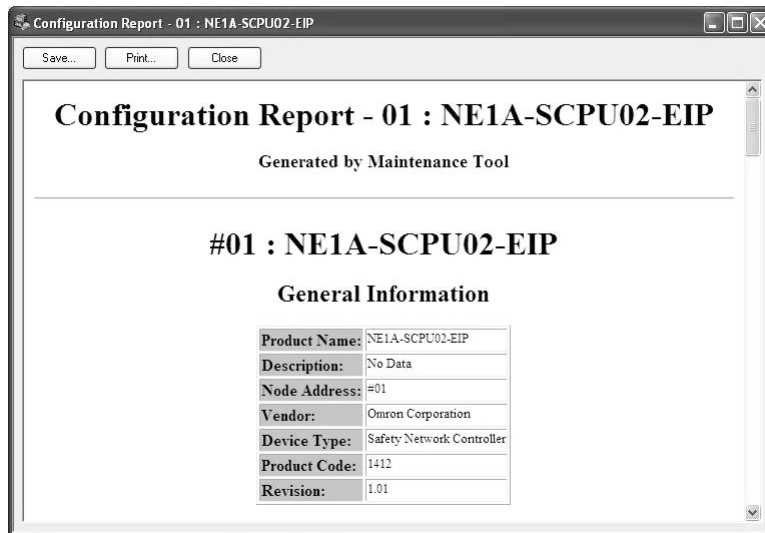 Configuration Report - 01 : NE1A-SCPU02-EIP
Save... Print... Close
Configuration Report - 01 : NE1A-SCPU02-EIP
Generated by Maintenance Tool
#01 : NE1A-SCPU02-EIP
General Information
Product Name: NE1A-SCPU02-EIP
Description: No Data
Node Address: #01
Vendor: Omron Corporation
Device Type: Safety Network Controller
Product Code: 1412
Revision: 1.01